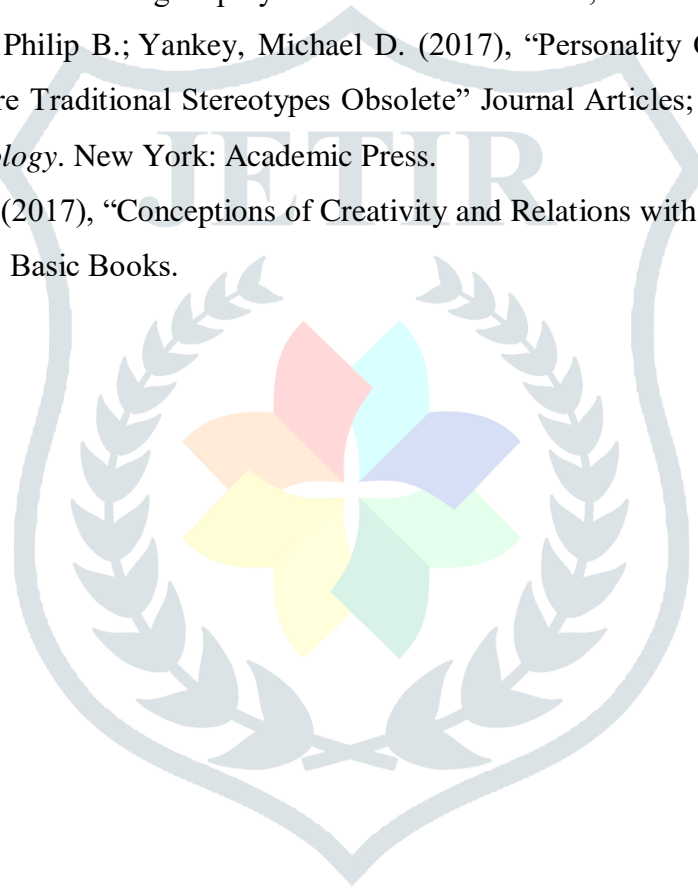 Philip B.; Yankey, Michael D. (2017), “Personality
re Traditional Stereotypes Obsolete” Journal Articles;
ology. New York: Academic Press.
JETIR
(2017), “Conceptions of Creativity and Relations with
Basic Books.